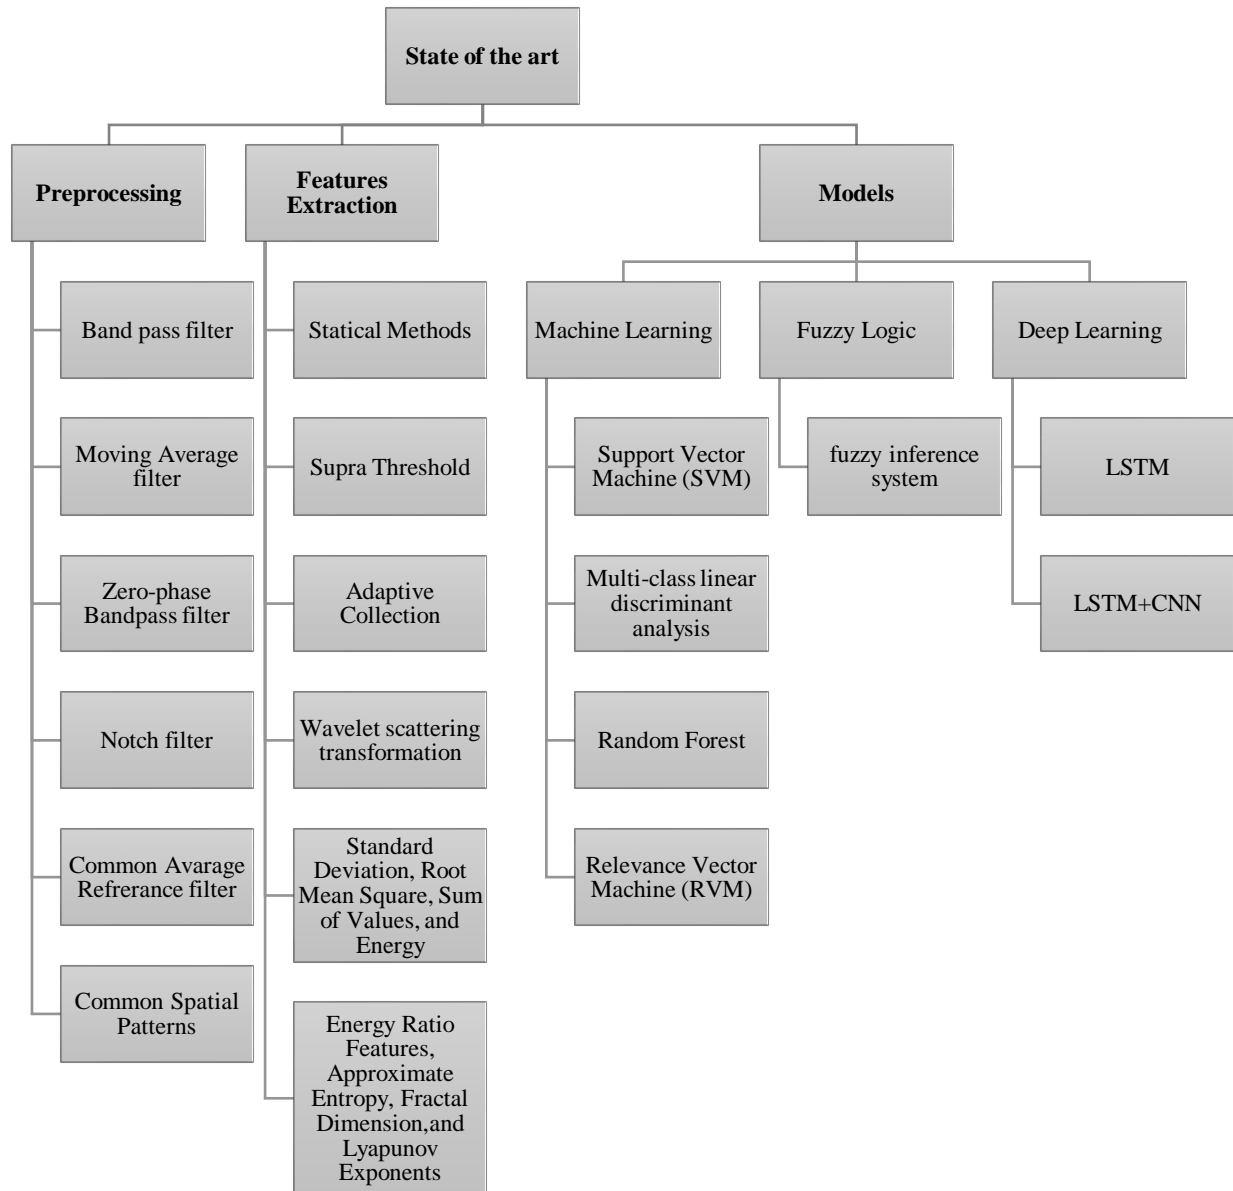 State of the art
Preprocessing
Features
Extraction
Models
Band pass filter
Moving Average
filter
Zero-phase
Bandpass filter
Notch filter
Common Avarage
Refrerance filter
Common Spatial
Patterns
Statical Methods
Supra Threshold
Adaptive
Collection
Wavelet scattering
transformation
Standard
Deviation, Root
Mean Square, Sum
of Values, and
Energy
Energy Ratio
Features,
Approximate
Entropy, Fractal
Dimension,and
Lyapunov
Exponents
Machine Learning
Support Vector
Machine (SVM)
Multi-class linear
discriminant
analysis
Random Forest
Relevance Vector
Machine (RVM)
Fuzzy Logic
fuzzy inference
system
Deep Learning
LSTM
LSTM+CNN